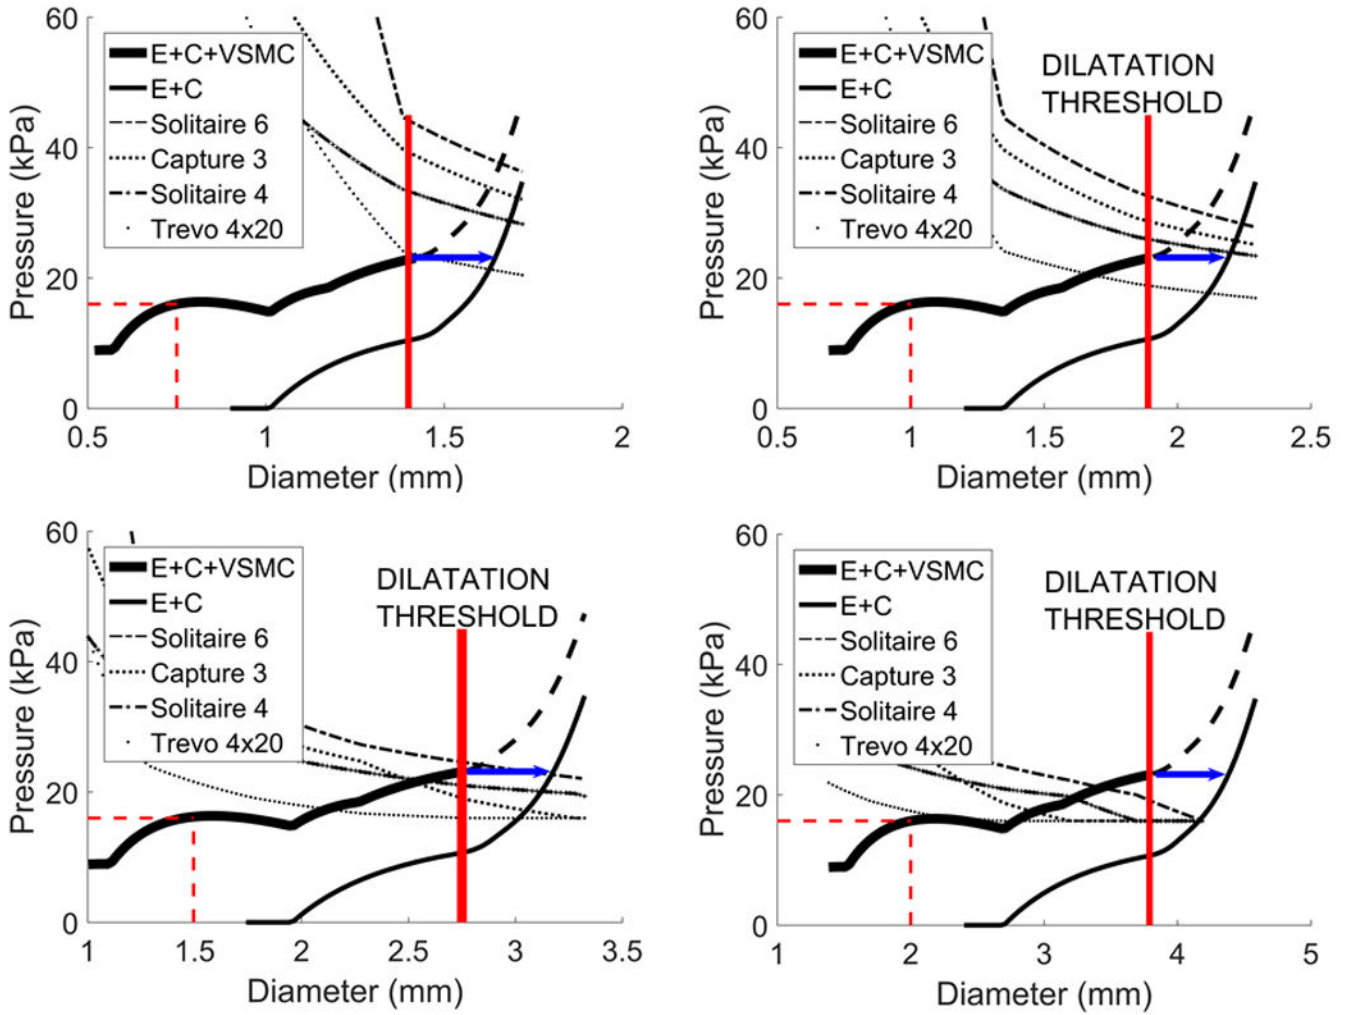 60
40
20
0
Pressure (kPa)
E+C+VSMC
E+C
Solitaire 6
Capture 3
Solitaire 4
Trevo 4x20
0.5 1 1.5 2
Diameter (mm)
60
40
20
0
Pressure (kPa)
E+C+VSMC
E+C
Solitaire 6
Capture 3
Solitaire 4
Trevo 4x20
DILATATION
THRESHOLD
0.5 1 1.5 2 2.5
Diameter (mm)
60
40
20
0
Pressure (kPa)
E+C+VSMC
E+C
Solitaire 6
Capture 3
Solitaire 4
Trevo 4x20
DILATATION
THRESHOLD
1 1.5 2 2.5 3 3.5
Diameter (mm)
60
40
20
0
Pressure (kPa)
E+C+VSMC
E+C
Solitaire 6
Capture 3
Solitaire 4
Trevo 4x20
DILATATION
THRESHOLD
1 2 3 4 5
Diameter (mm)